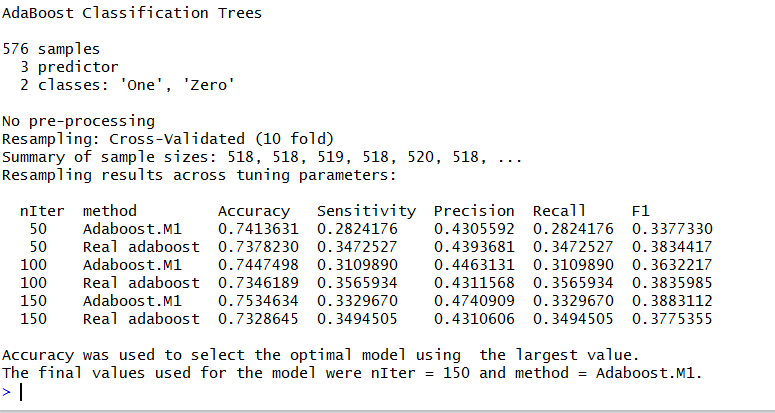 AdaBoost Classification Trees
576 samples
3 predictor
2 classes: 'One', 'Zero'
No pre-processing
Resampling: Cross-Validated (10 fold)
Summary of sample sizes: 518, 518, 519, 518, 520, 518, ...
Resampling results across tuning parameters:
nIter method Accuracy Sensitivity Precision Recall F1
50 Adaboost.M1 0.7413631 0.2824176 0.4305592 0.2824176 0.3377330
50 Real adaboost 0.7378230 0.3472527 0.4393681 0.3472527 0.3834417
100 Adaboost.M1 0.7447498 0.3109890 0.4463131 0.3109890 0.3632217
100 Real adaboost 0.7346189 0.3565934 0.4311568 0.3565934 0.3835985
150 Adaboost.M1 0.7534634 0.3329670 0.4740909 0.3329670 0.3883112
150 Real adaboost 0.7328645 0.3494505 0.4310606 0.3494505 0.3775355
Accuracy was used to select the optimal model using  the largest value.
The final values used for the model were nIter = 150 and method = Adaboost.M1.
>